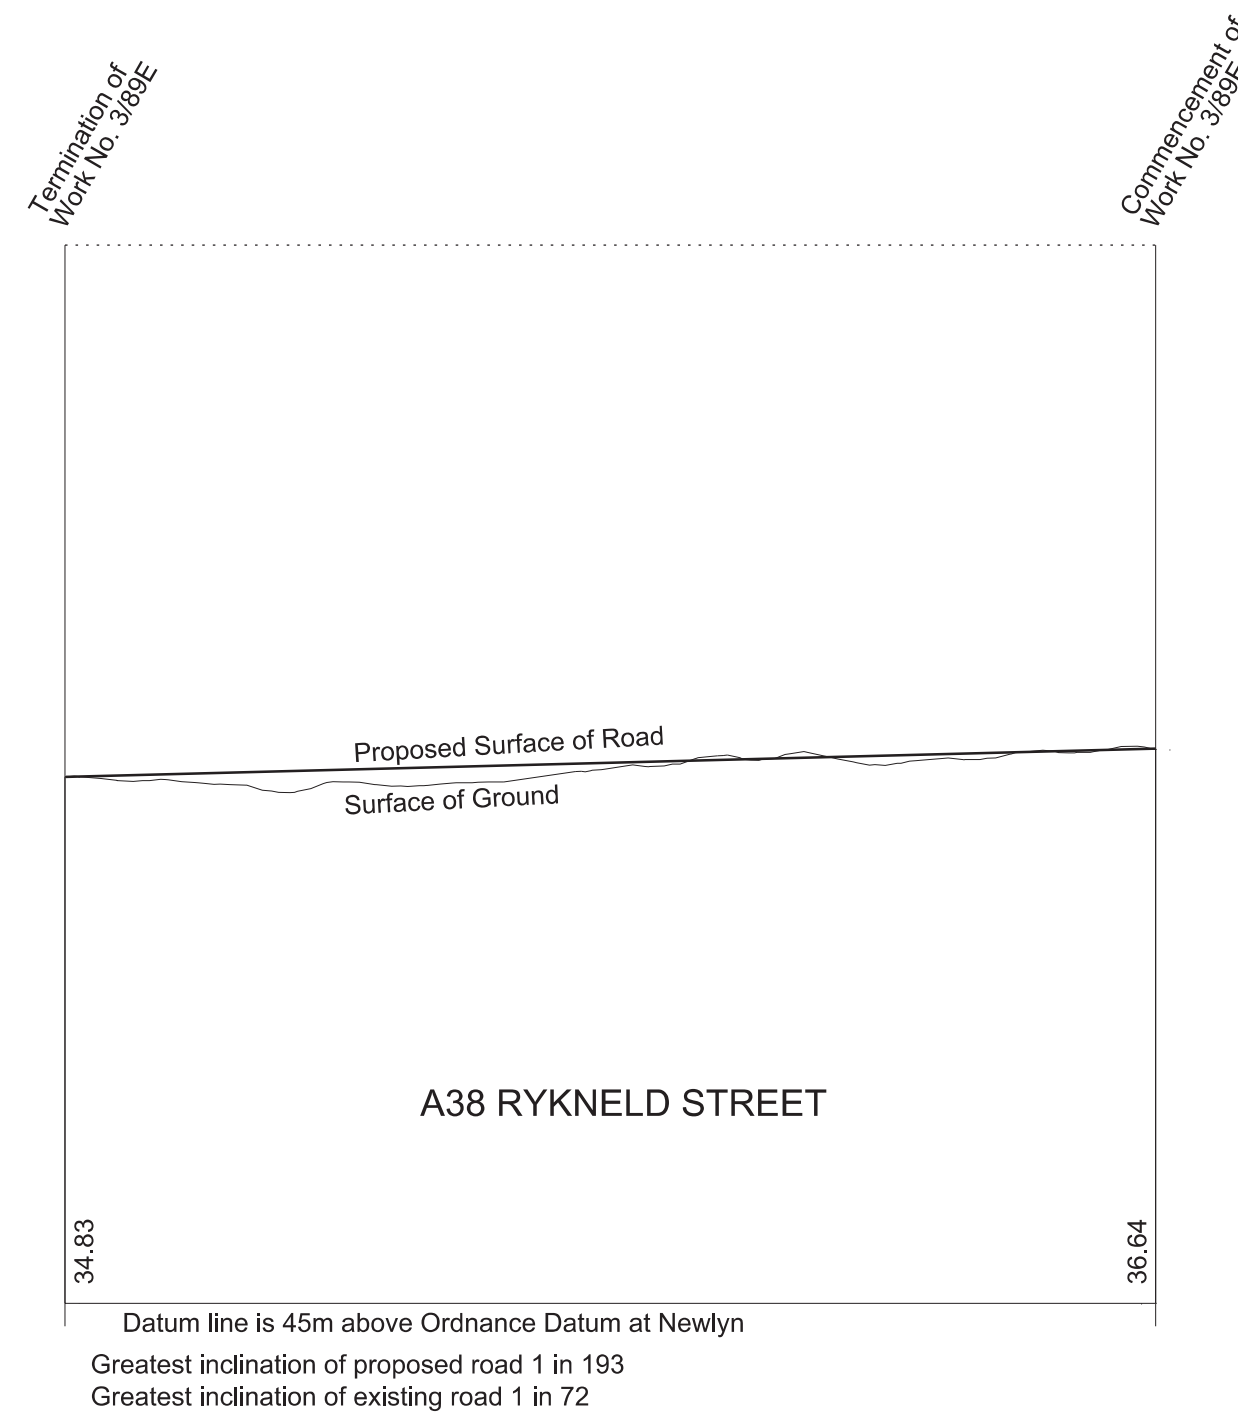 Termination of
Work No. 3/89E
Commencement of
Work No. 3/89E
Proposed Surface of Road
Surface of Ground
A38 RYKNELD STREET
34.83
36.64
Datum line is 45m above Ordnance Datum at Newlyn
Greatest inclination of proposed road 1 in 193
Greatest inclination of existing road 1 in 72